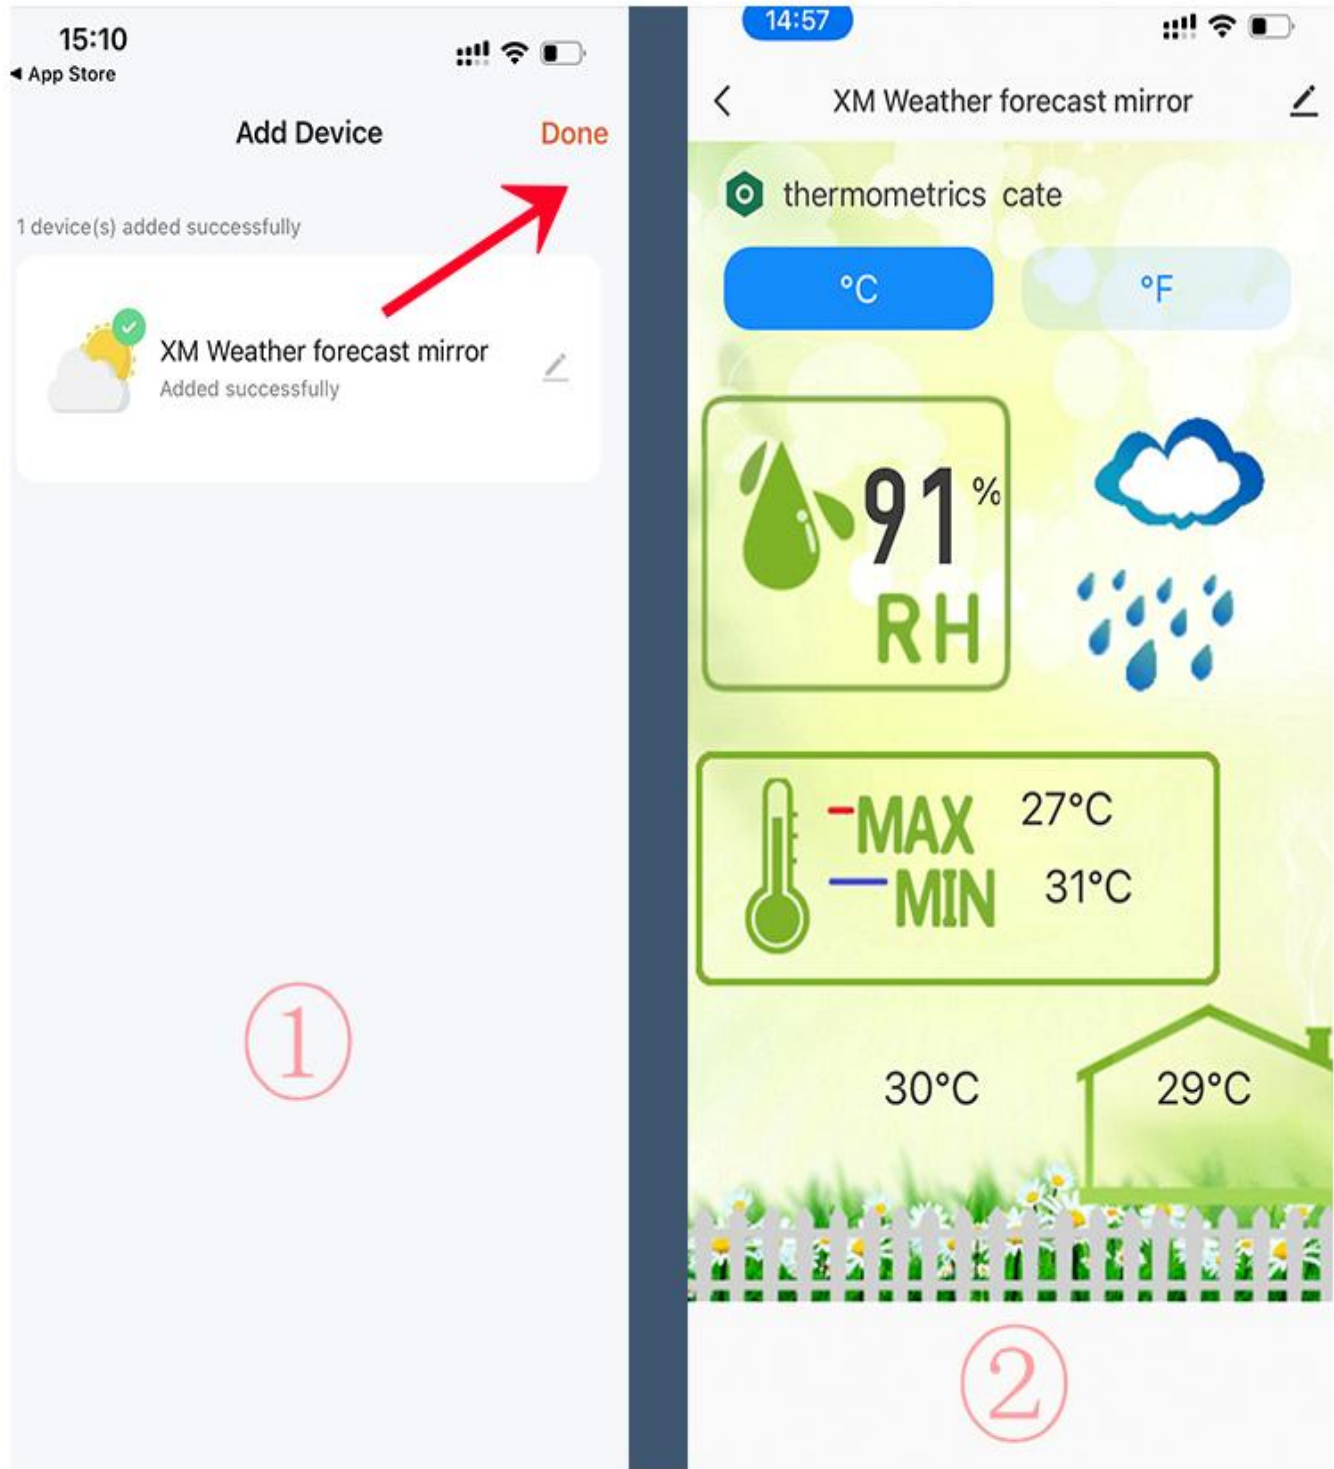 15:10
◀ App Store
Add Device
Done
1 device(s) added successfully
XM Weather forecast mirror
Added successfully
①
14:57
XM Weather forecast mirror
thermometrics cate
°C
°F
91%
RH
MAX 27°C
MIN 31°C
30°C
29°C
②